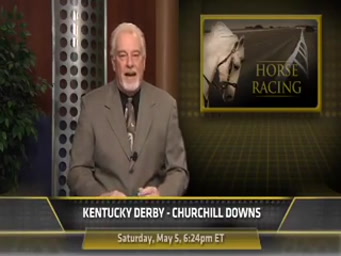 HORSE
RACING
KENTUCKY DERBY - CHURCHILL DOWNS
Saturday, May 5, 6:24pm ET